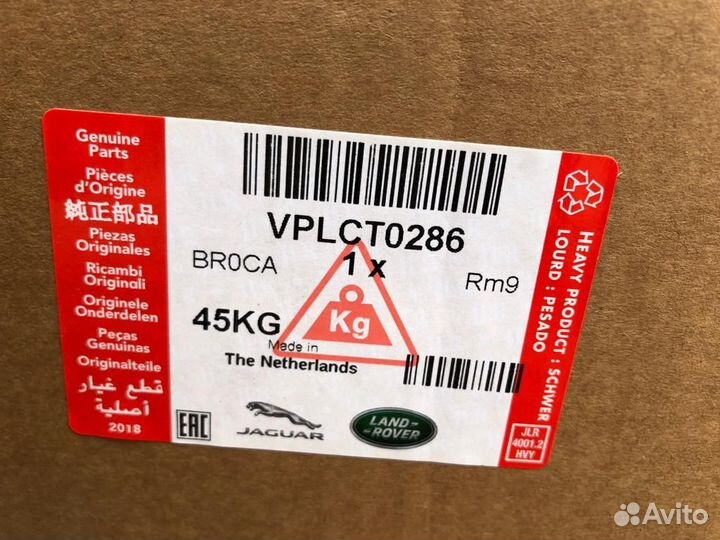 Genuine
Parts
Pièces
d'Origine
純正部品
Piezas
Originales
Ricambi
Originali
Originele
Onderdelen
Peças
Genuinas
Originalteile
قطع غيار
أصلية
2018
VPLCT0286
1 x
BR0CA
Rm9
45KG
Kg
Made in
The Netherlands
EAC
JAGUAR
LAND-
-ROVER
HEAVY PRODUCT : SCHWER
LOURD : PESADO
JLR
4001.2
HVY
Avito